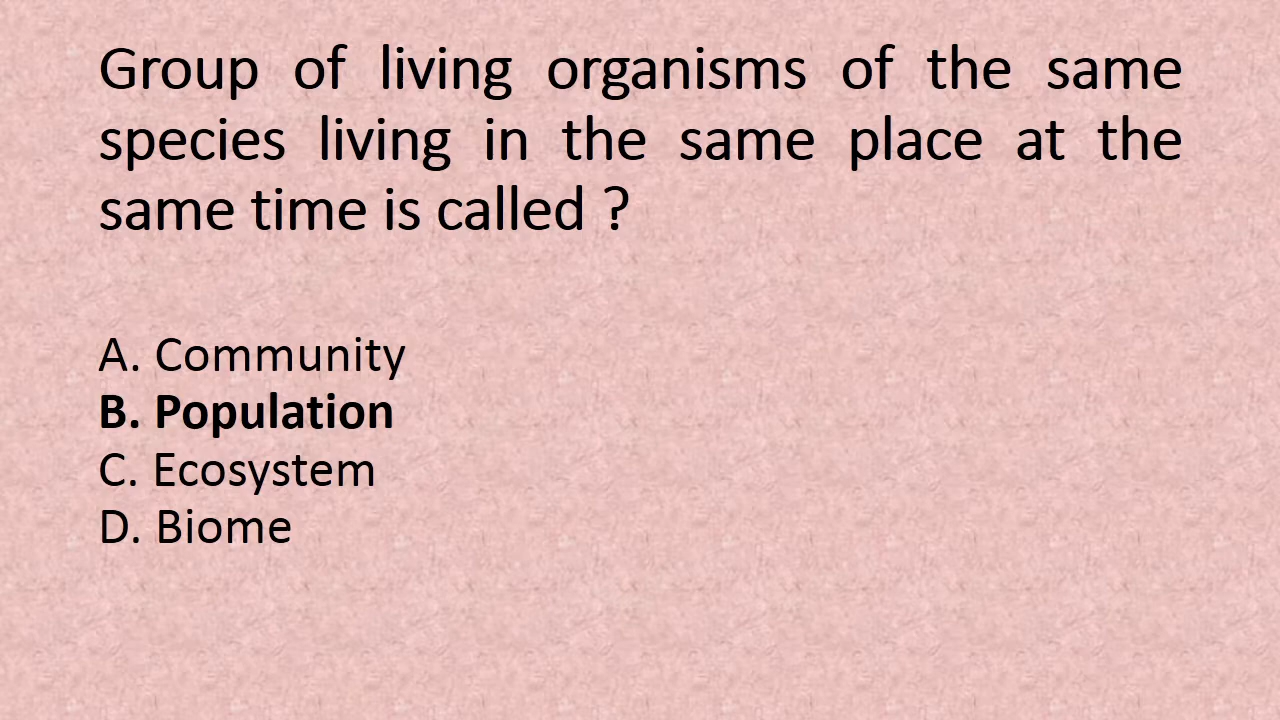 Group of living organisms of the same
species living in the same place at the
same time is called ?
A. Community
B. Population
C. Ecosystem
D. Biome